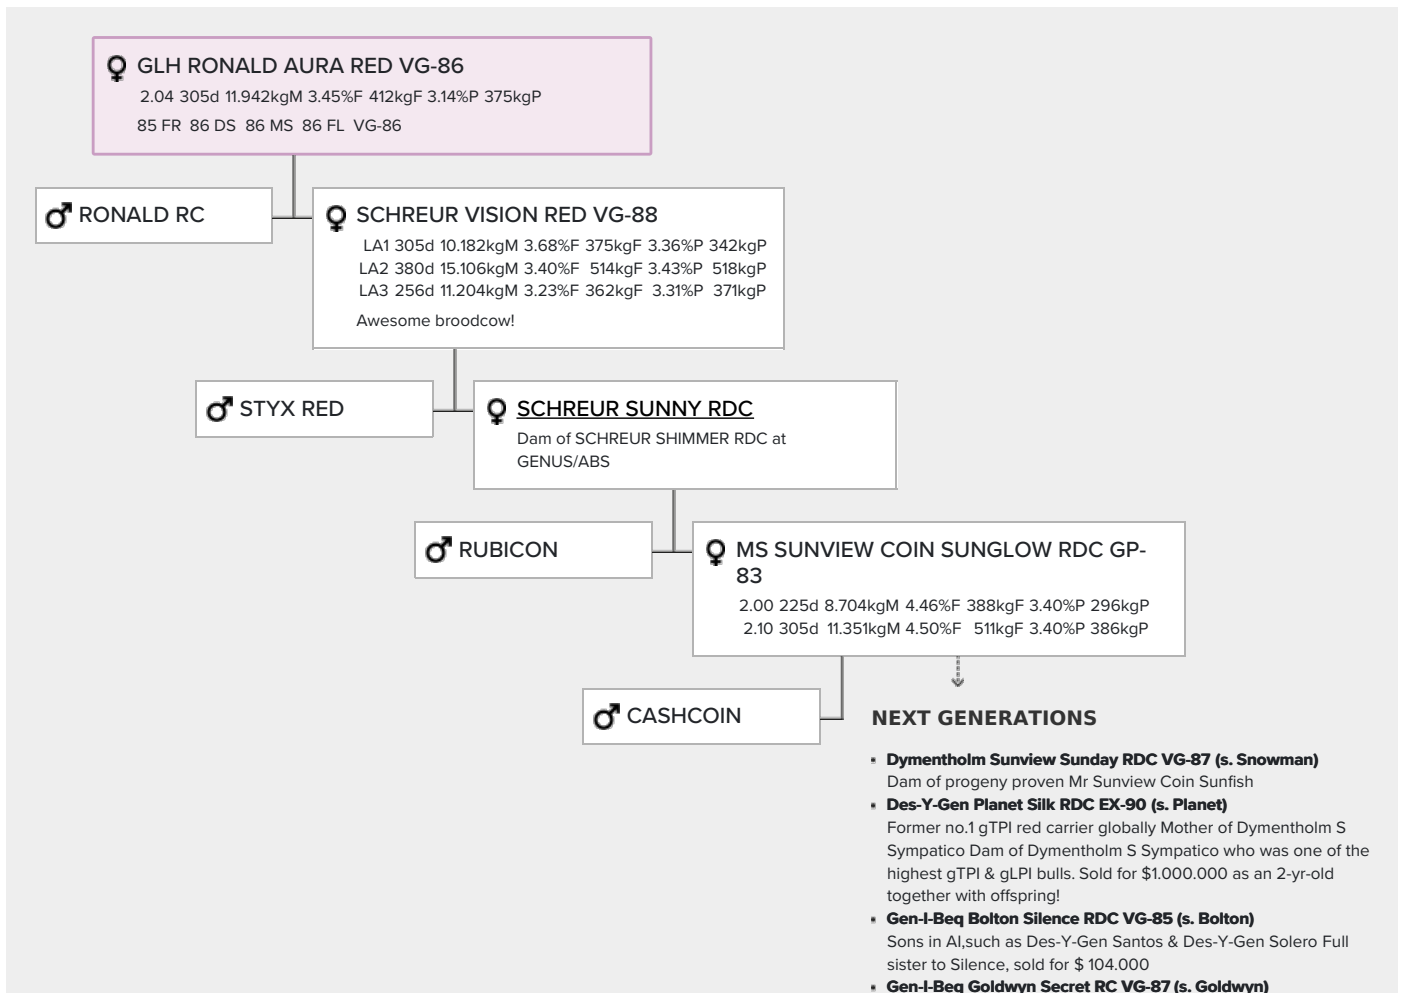 GLH RONALD AURA RED VG-86
2.04 305d 11.942kgM 3.45%F 412kgF 3.14%P 375kgP
85 FR 86 DS 86 MS 86 FL VG-86
RONALD RC
SCHREUR VISION RED VG-88
LA1 305d 10.182kgM 3.68%F 375kgF 3.36%P 342kgP
LA2 380d 15.106kgM 3.40%F 514kgF 3.43%P 518kgP
LA3 256d 11.204kgM 3.23%F 362kgF 3.31%P 371kgP
Awesome broodcow!
STYX RED
SCHREUR SUNNY RDC
Dam of SCHREUR SHIMMER RDC at
GENUS/ABS
RUBICON
MS SUNVIEW COIN SUNGLOW RDC GP-
83
2.00 225d 8.704kgM 4.46%F 388kgF 3.40%P 296kgP
2.10 305d 11.351kgM 4.50%F 511kgF 3.40%P 386kgP
CASHCOIN
NEXT GENERATIONS
Dymentholm Sunview Sunday RDC VG-87 (s. Snowman)
Dam of progeny proven Mr Sunview Coin Sunfish
Des-Y-Gen Planet Silk RDC EX-90 (s. Planet)
Former no.1 gTPI red carrier globally Mother of Dymentholm S
Sympatico Dam of Dymentholm S Sympatico who was one of the
highest gTPI & gLPI bulls. Sold for $1.000.000 as an 2-yr-old
together with offspring!
Gen-I-Beq Bolton Silence RDC VG-85 (s. Bolton)
Sons in AI,such as Des-Y-Gen Santos & Des-Y-Gen Solero Full
sister to Silence, sold for $ 104.000
Gen-I-Beq Goldwyn Secret RC VG-87 (s. Goldwyn)